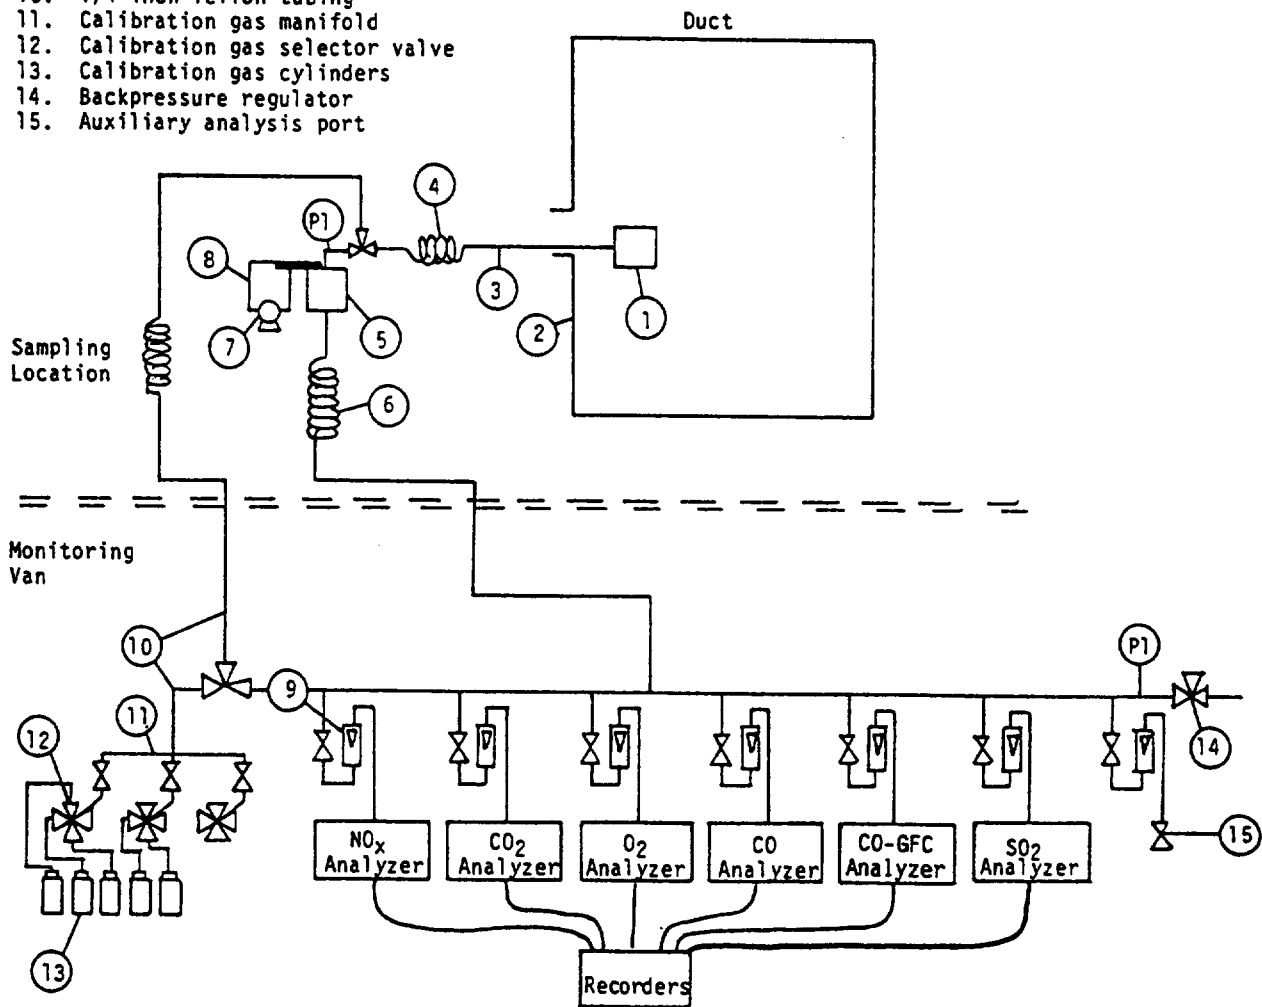 11. Calibration gas manifold
12. Calibration gas selector valve
13. Calibration gas cylinders
14. Backpressure regulator
15. Auxiliary analysis port
Duct
4
P1
8
3
1
2
7
5
6
Sampling
Location
Monitoring
Van
10
9
P1
11
12
14
15
NOx
Analyzer
CO2
Analyzer
O2
Analyzer
CO
Analyzer
CO-GFC
Analyzer
SO2
Analyzer
13
Recorders